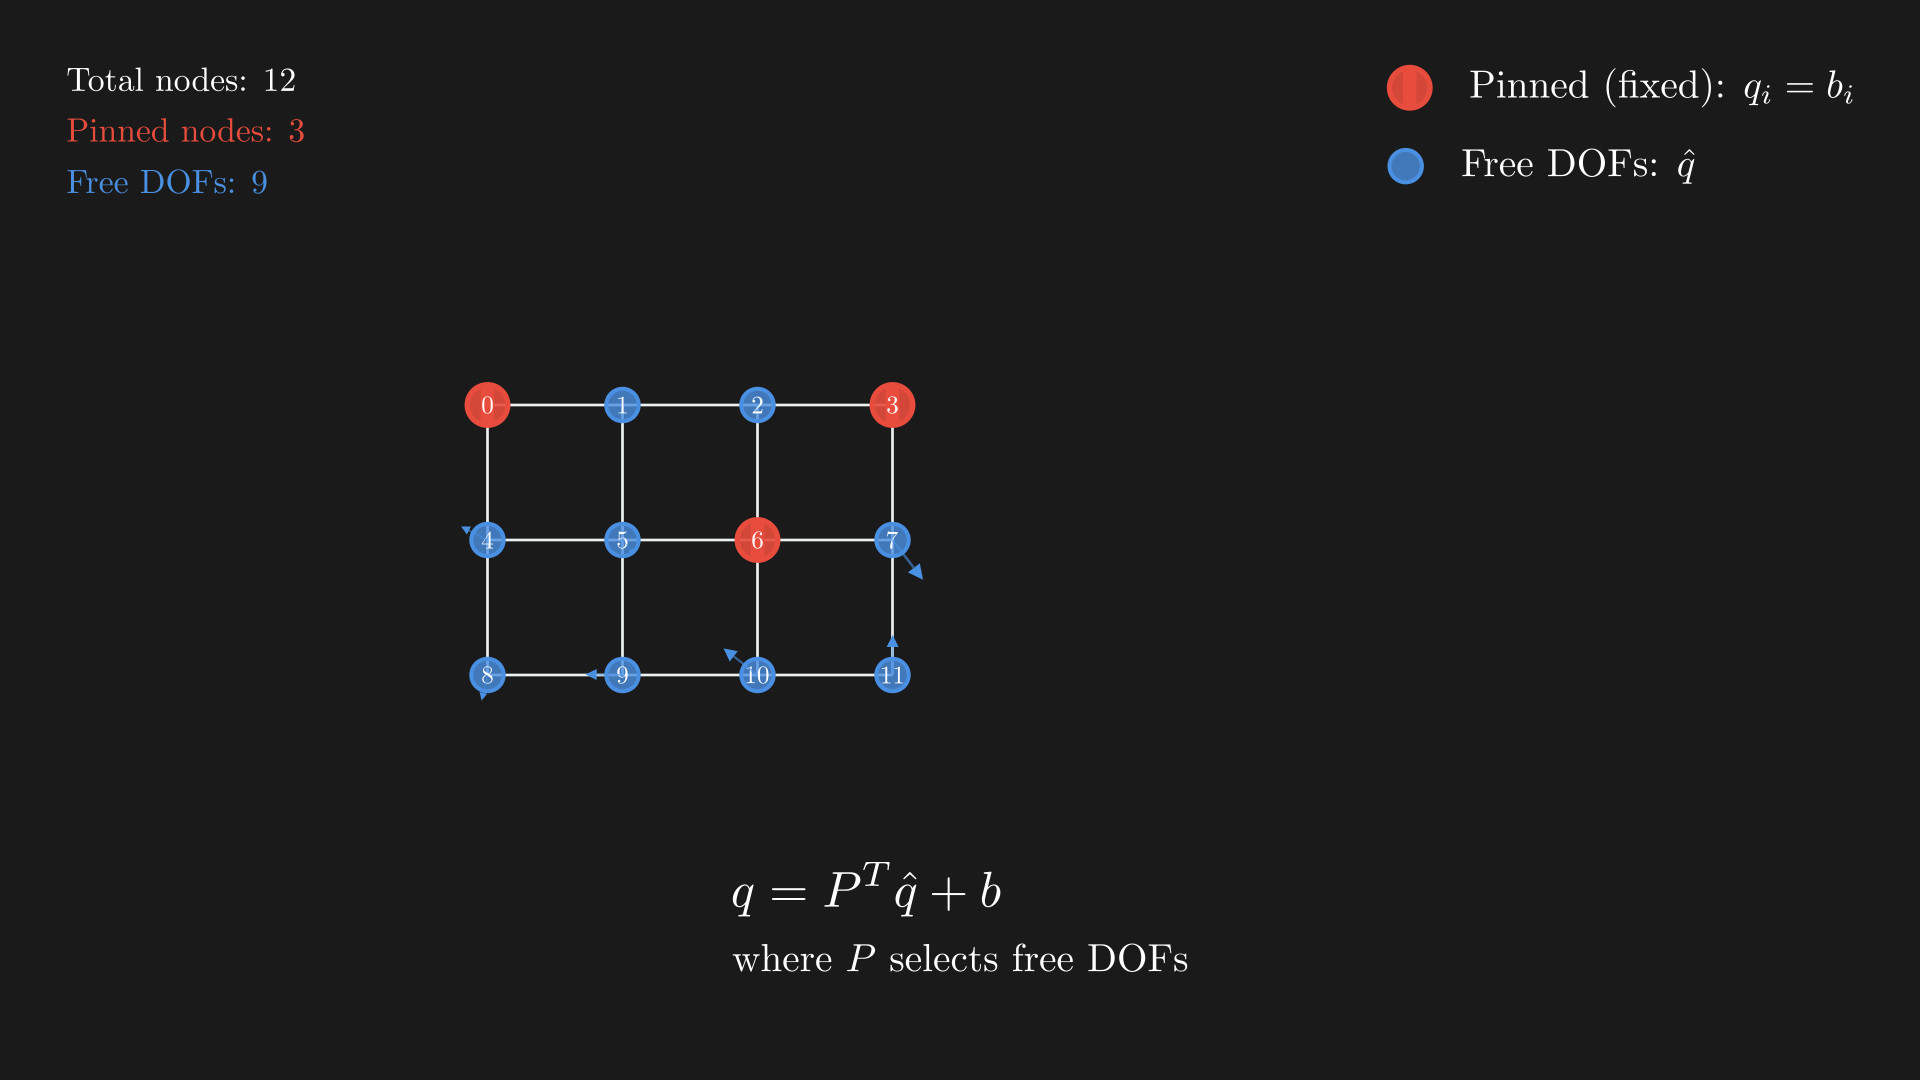 Total nodes: 12
Pinned nodes: 3
Free DOFs: 9
Pinned (fixed): $q_i = b_i$
Free DOFs: $\hat{q}$
0 1 2 3
4 5 6 7
8 9 10 11
$q = P^T \hat{q} + b$
where $P$ selects free DOFs